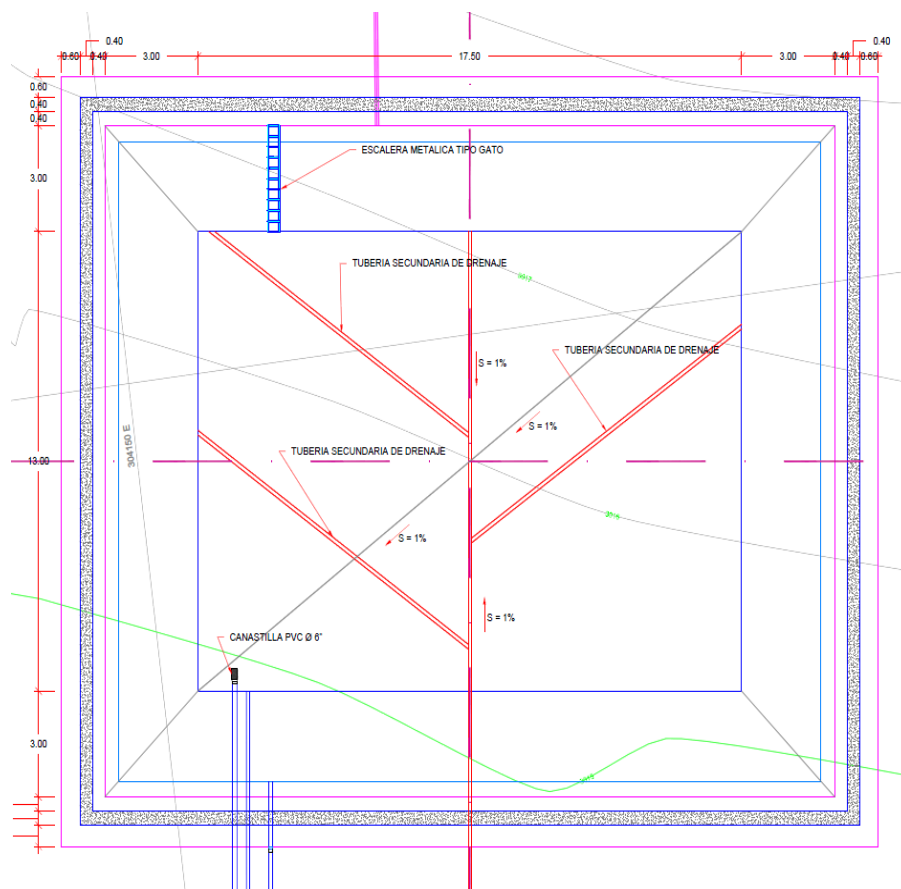 0.40
0.40
0.60
0.40
3.00
17.50
3.00
0.40
0.60
0.60
0.40
0.40
ESCALERA METALICA TIPO GATO
3.00
TUBERIA SECUNDARIA DE DRENAJE
TUBERIA SECUNDARIA DE DRENAJE
S = 1%
S = 1%
304150 E
TUBERIA SECUNDARIA DE DRENAJE
13.00
S = 1%
S = 1%
CANASTILLA PVC Ø 6"
3.00